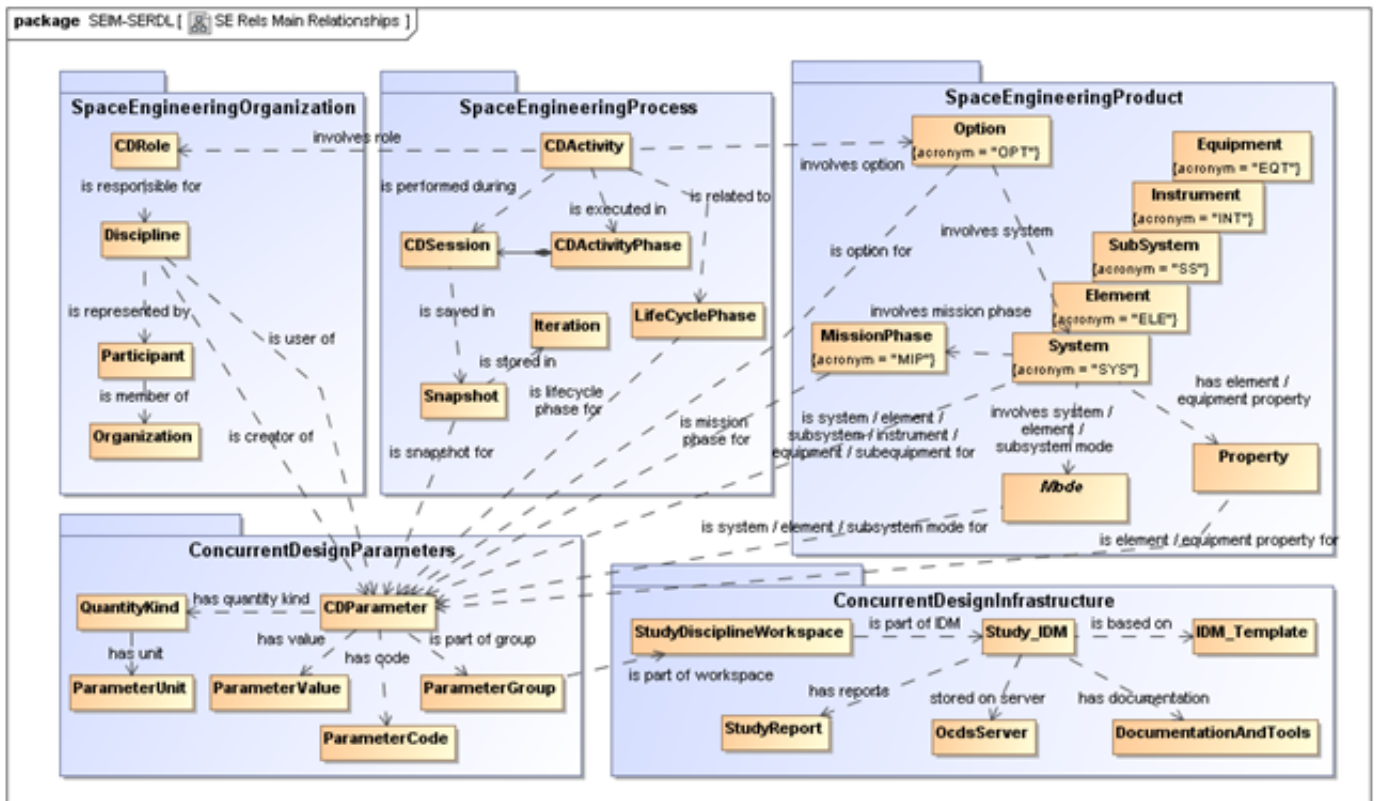 package SEIM-SERDL [ SE Rels Main Relationships ]
SpaceEngineeringOrganization
CDRole
is responsible for
Discipline
is represented by
Participant
is member of
Organization
is user of
is creator of
involves role
SpaceEngineeringProcess
CDActivity
is performed during
is executed in
is related to
CDSession
CDActivityPhase
is saved in
Iteration
LifeCyclePhase
is stored in
Snapshot
is lifecycle
phase for
is snapshot for
SpaceEngineeringProduct
Option
{acronym = "OPT"}
involves option
Equipment
{acronym = "EQT"}
Instrument
{acronym = "INT"}
involves system
is option for
SubSystem
{acronym = "SS"}
Element
{acronym = "ELE"}
involves mission phase
MissionPhase
{acronym = "MIP"}
System
{acronym = "SYS"}
has element /
equipment property
is mission
phase for
is system / element /
subsystem / instrument /
equipment / subequipment for
involves system /
element /
subsystem mode
Property
Mode
is system / element / subsystem mode for
is element / equipment property for
ConcurrentDesignParameters
QuantityKind
has quantity kind
CDParameter
has unit
has value
has code
is part of group
ParameterUnit
ParameterValue
ParameterGroup
ParameterCode
is part of workspace
ConcurrentDesignInfrastructure
StudyDisciplineWorkspace
is part of IDM
Study_IDM
is based on
IDM_Template
has reports
stored on server
has documentation
StudyReport
OcdsServer
DocumentationAndTools